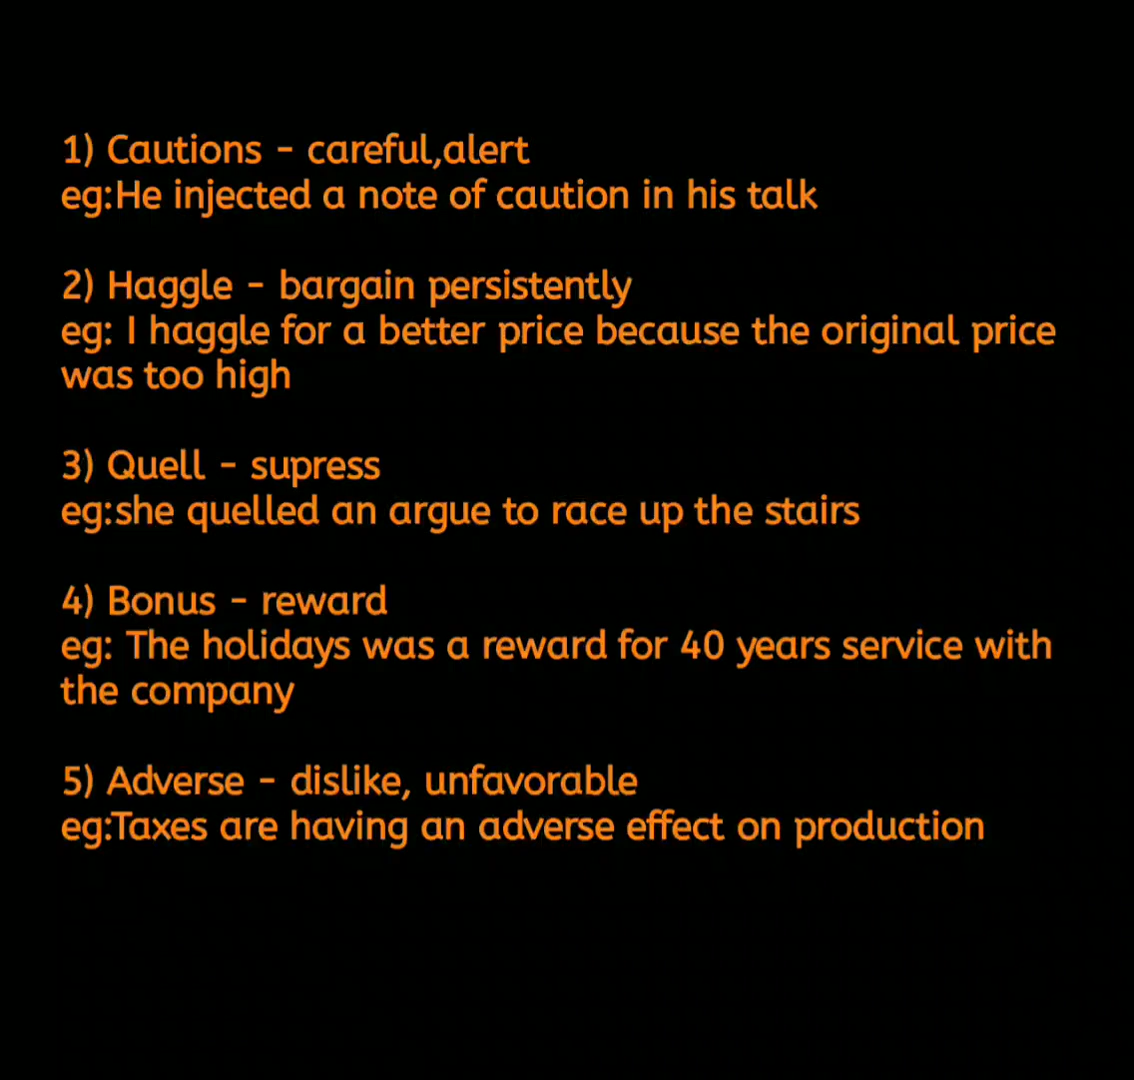 1) Cautions - careful,alert
eg:He injected a note of caution in his talk
2) Haggle - bargain persistently
eg: I haggle for a better price because the original price
was too high
3) Quell - supress
eg:she quelled an argue to race up the stairs
4) Bonus - reward
eg: The holidays was a reward for 40 years service with
the company
5) Adverse - dislike, unfavorable
eg:Taxes are having an adverse effect on production